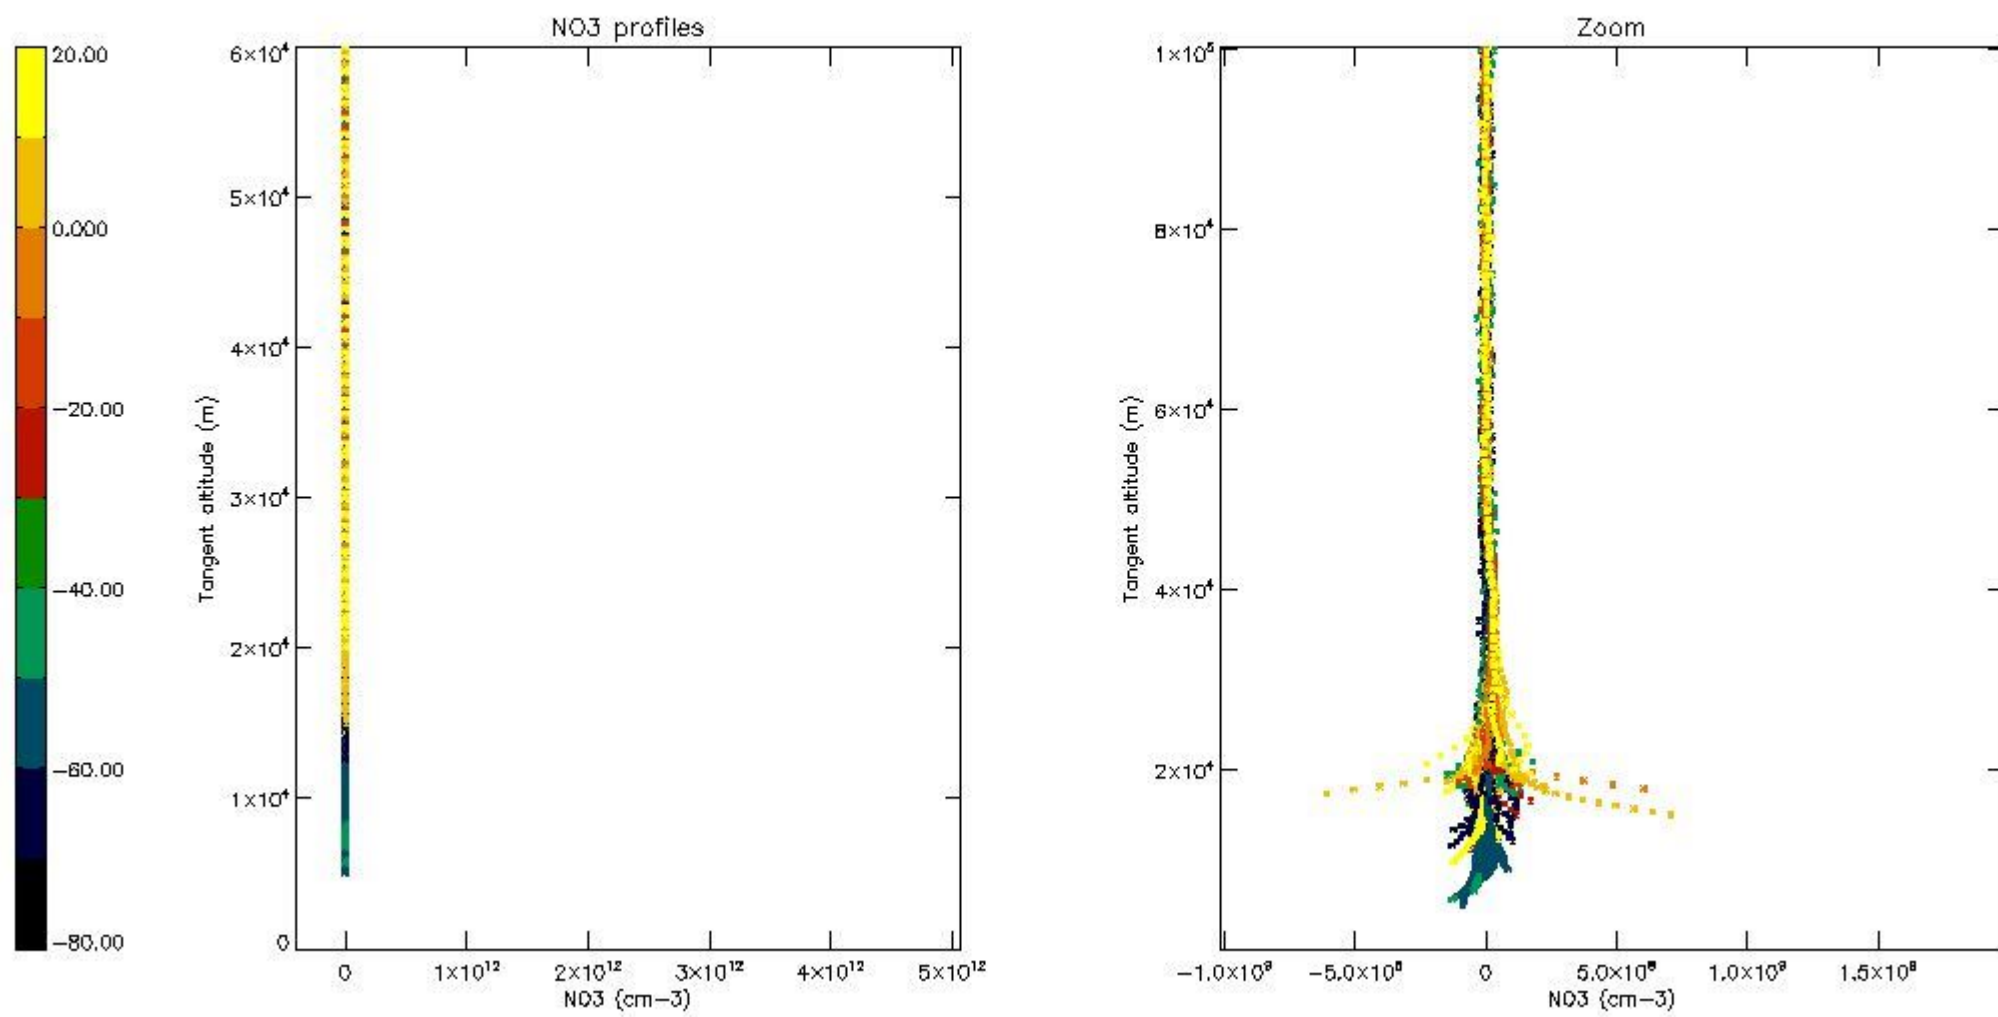 NO3 profiles
Zoom
20.00
0.000
−20.00
−40.00
−60.00
−80.00
6×10⁴
5×10⁴
4×10⁴
3×10⁴
2×10⁴
1×10⁴
0
Tangent altitude (m)
0 1×10¹² 2×10¹² 3×10¹² 4×10¹² 5×10¹²
NO3 (cm−3)
1×10⁵
8×10⁴
6×10⁴
4×10⁴
2×10⁴
Tangent altitude (m)
−1.0×10⁹ −5.0×10⁸ 0 5.0×10⁸ 1.0×10⁹ 1.5×10⁹
NO3 (cm−3)